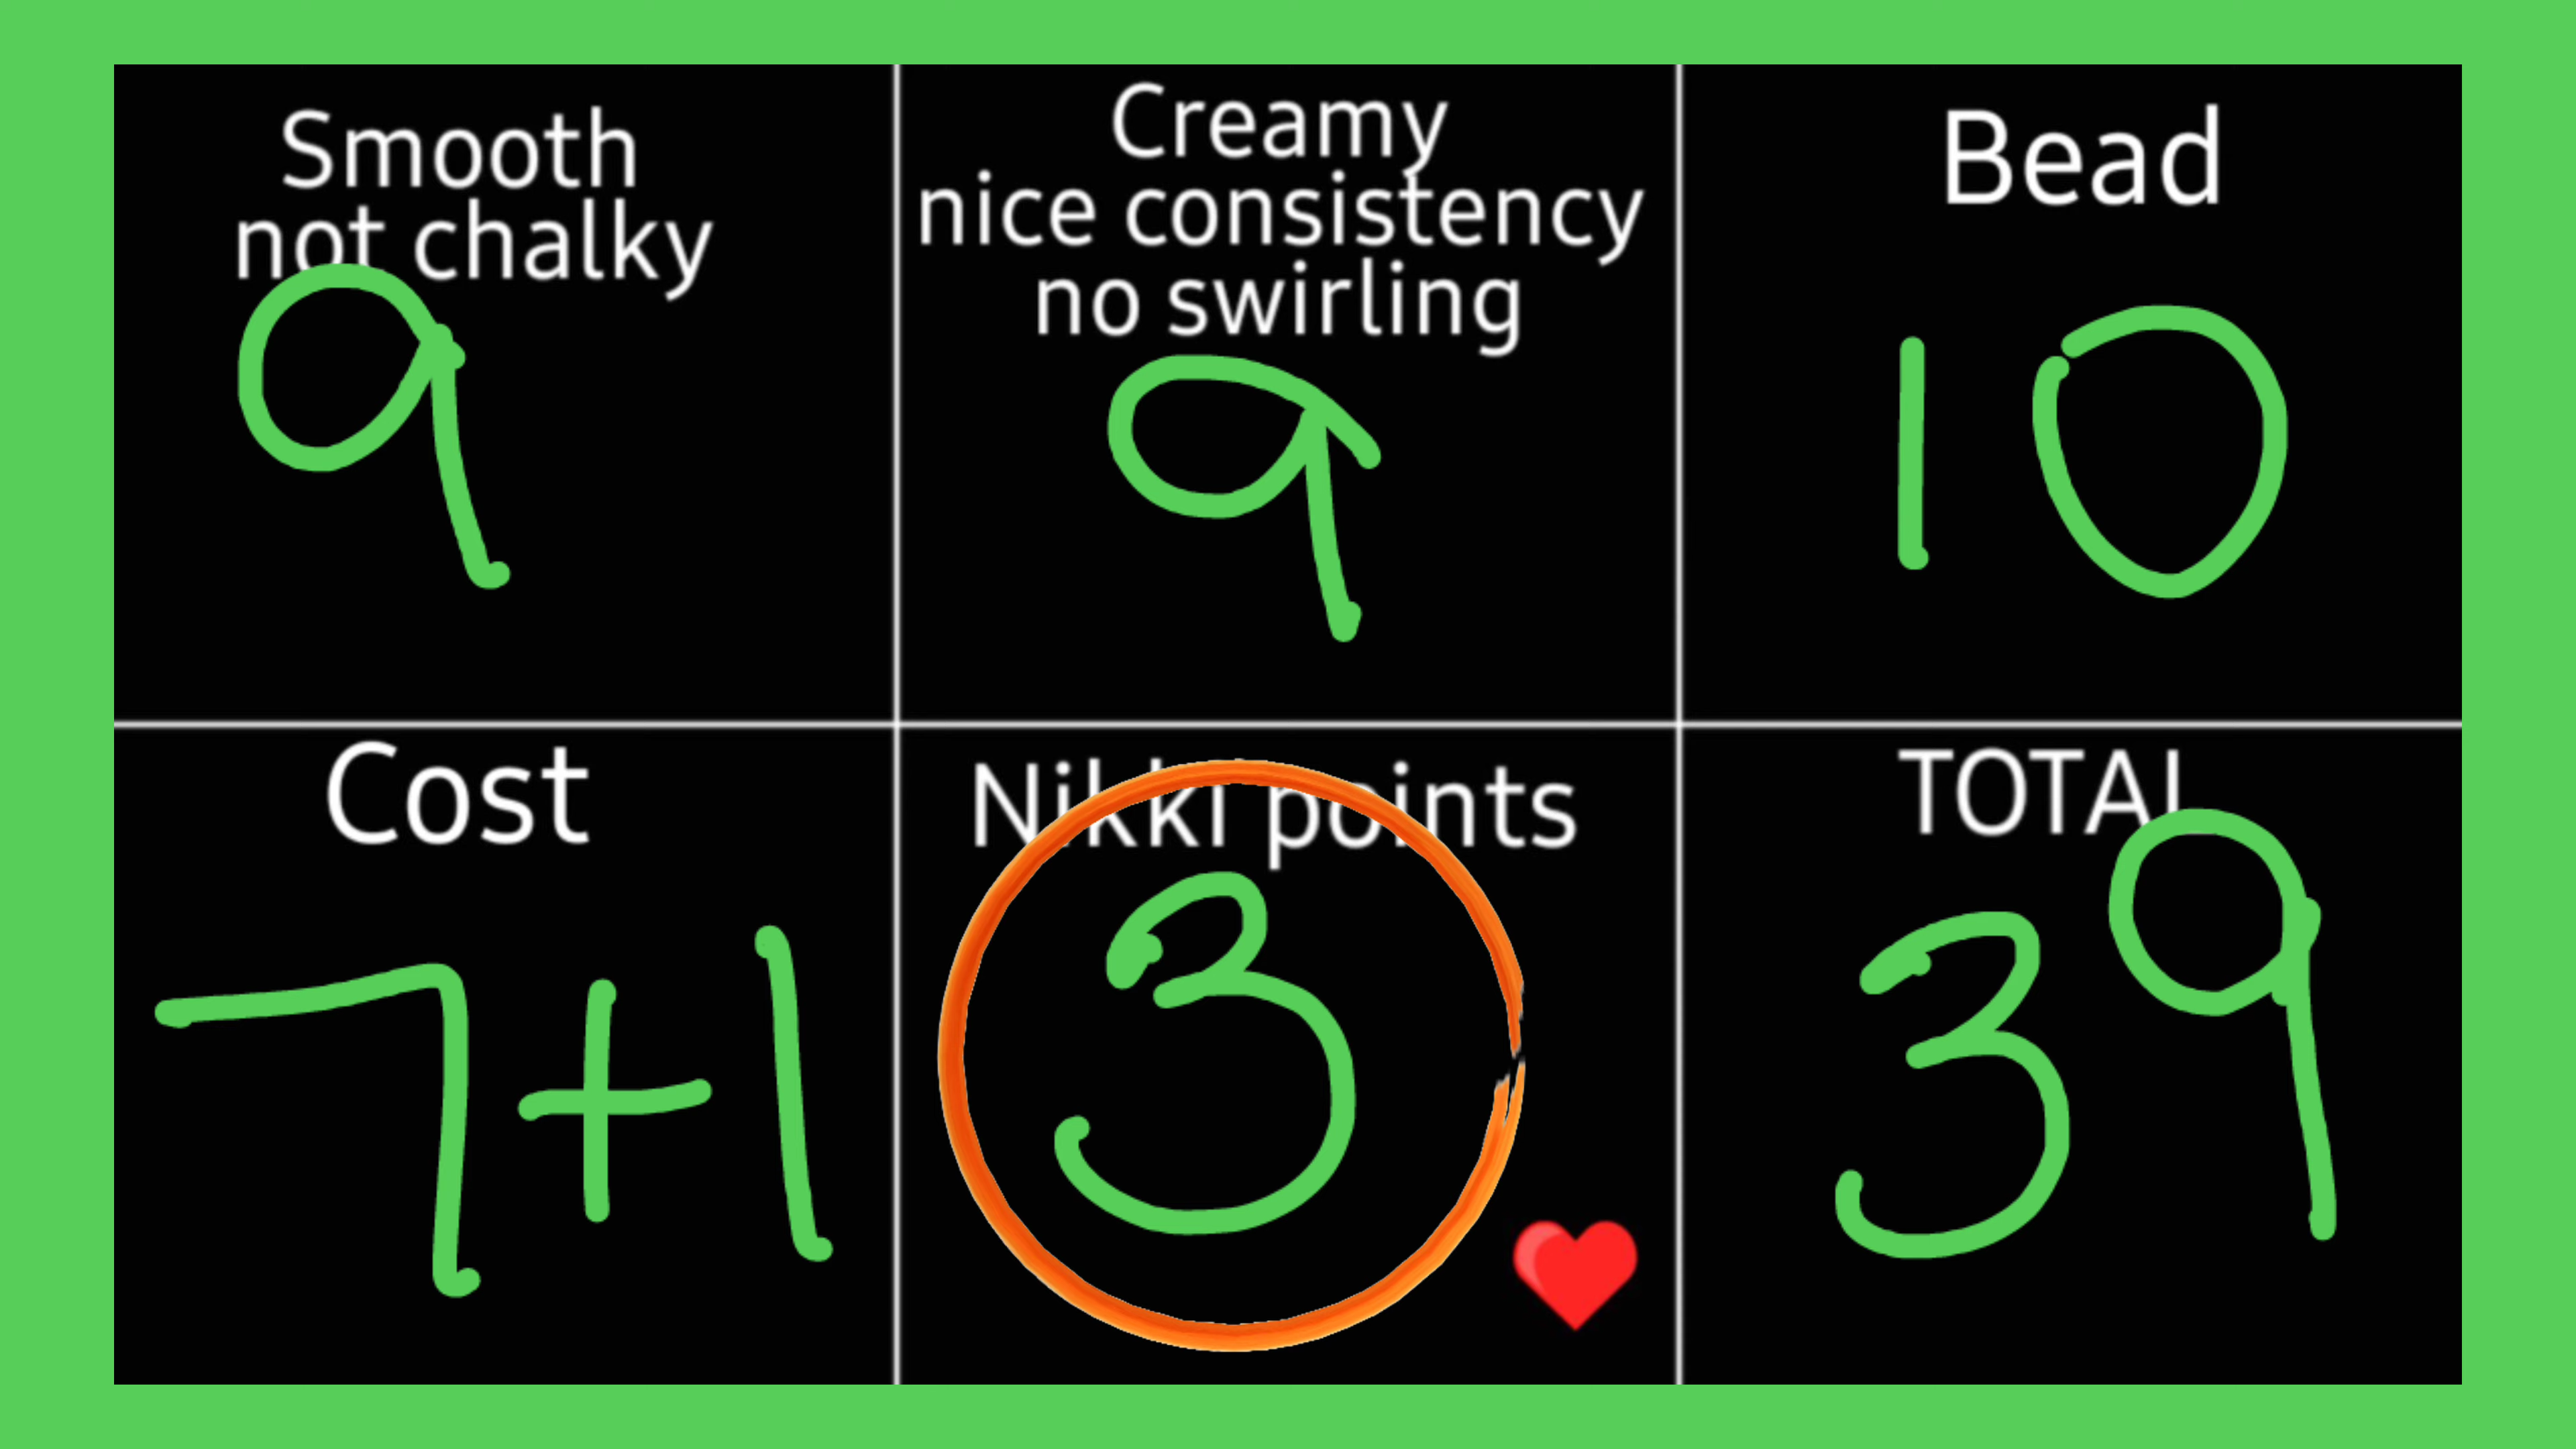 Smooth
not chalky
9
Creamy
nice consistency
no swirling
9
Bead
10
Cost
7+1
Nikki points
3
TOTAL
39